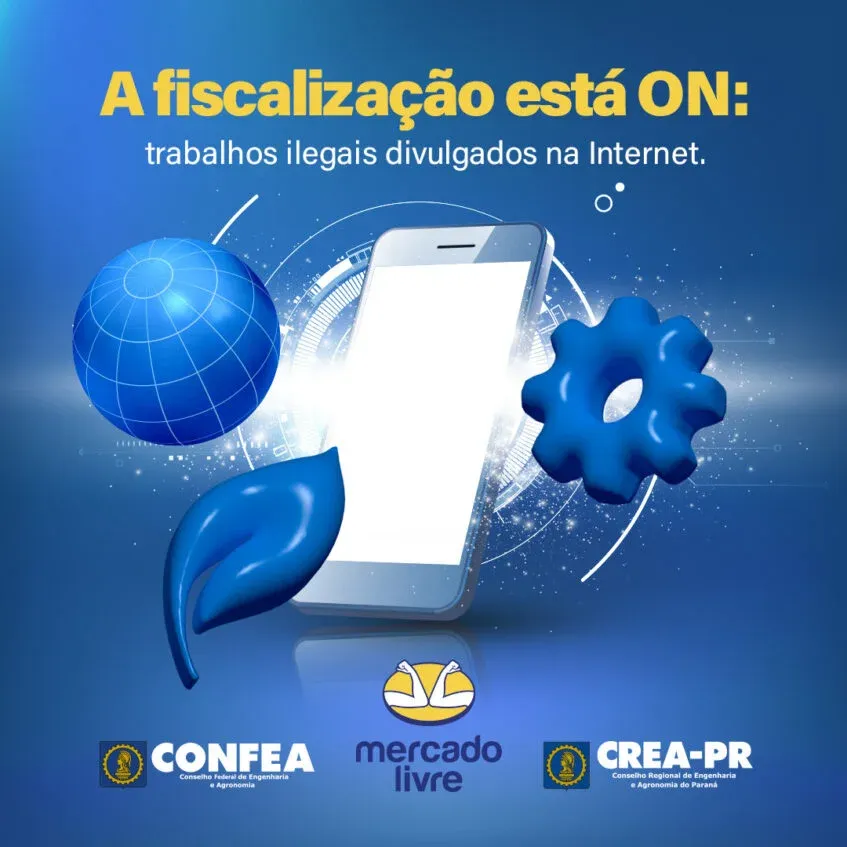 A fiscalização está ON:
trabalhos ilegais divulgados na Internet.
CONFEA
Conselho Federal de Engenharia
e Agronomia
mercado
livre
CREA-PR
Conselho Regional de Engenharia
e Agronomia do Paraná